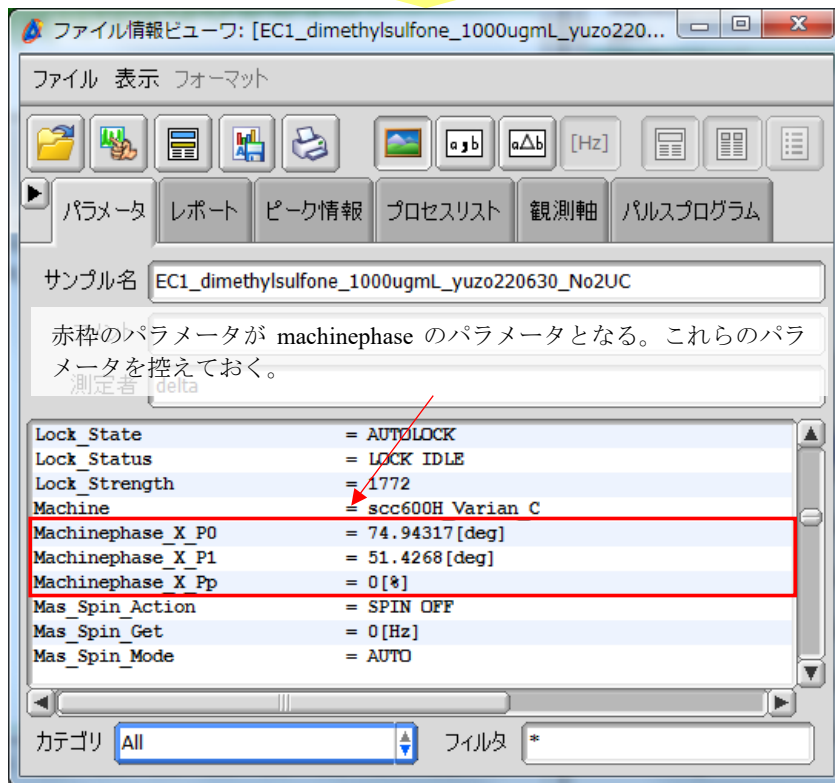 ファイル情報ビューワ: [EC1_dimethylsulfone_1000ugmL_yuzo220...
ファイル 表示 フォーマット
a,b a△b [Hz]
パラメータ レポート ピーク情報 プロセスリスト 観測軸 パルスプログラム
サンプル名 EC1_dimethylsulfone_1000ugmL_yuzo220630_No2UC
赤枠のパラメータが machinephase のパラメータとなる。これらのパラ
メータを控えておく。
測定者 delta
Lock_State = AUTOLOCK
Lock_Status = LOCK IDLE
Lock_Strength = 1772
Machine = scc600H_Varian_C
Machinephase_X_P0 = 74.94317[deg]
Machinephase_X_P1 = 51.4268[deg]
Machinephase_X_Pp = 0[%]
Mas_Spin_Action = SPIN OFF
Mas_Spin_Get = 0[Hz]
Mas_Spin_Mode = AUTO
カテゴリ All フィルタ *